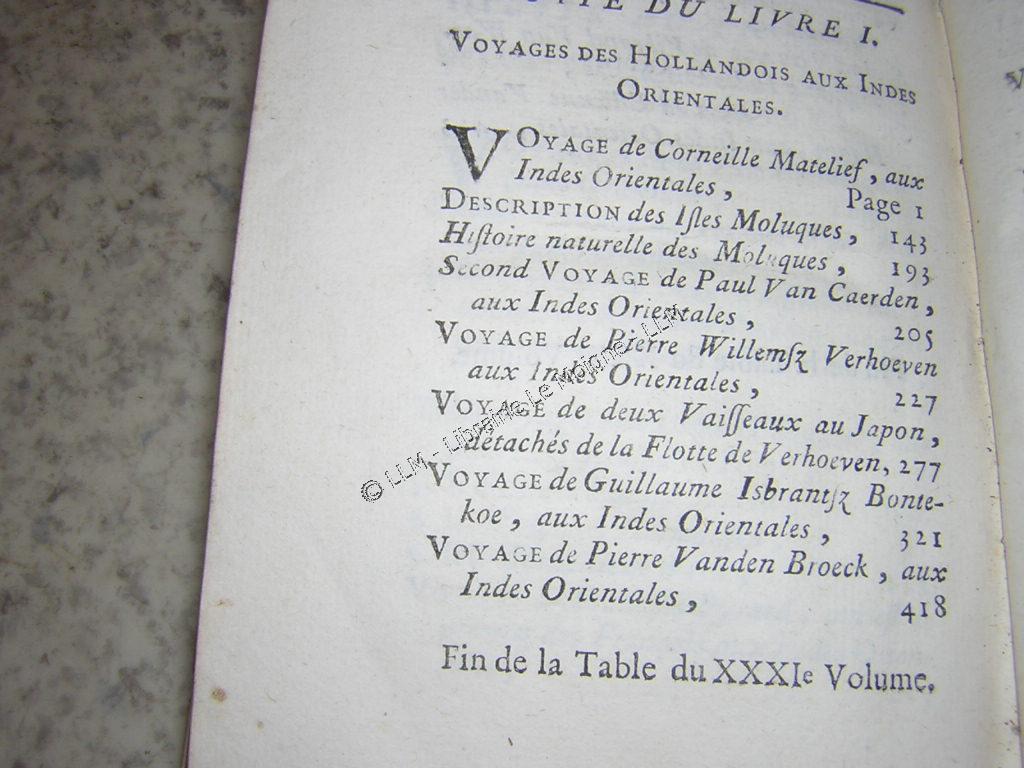 DU LIVRE I.
VOYAGES DES HOLLANDOIS AUX INDES
ORIENTALES.
VOYAGE de Corneille Matelief, aux
Indes Orientales, Page 1
DESCRIPTION des Iſles Moluques, 143
Hiſtoire naturelle des Moluques, 193
Second VOYAGE de Paul Van Caerden,
aux Indes Orientales, 205
VOYAGE de Pierre Willemſz Verhoeven
aux Indes Orientales, 227
VOYAGE de deux Vaiſſeaux au Japon,
détachés de la Flotte de Verhoeven, 277
VOYAGE de Guillaume Isbrantſz Bonte-
koe, aux Indes Orientales, 321
VOYAGE de Pierre Vanden Broeck, aux
Indes Orientales, 418
Fin de la Table du XXXIe Volume.
© LLM - Librairie Le Moigne - LLM